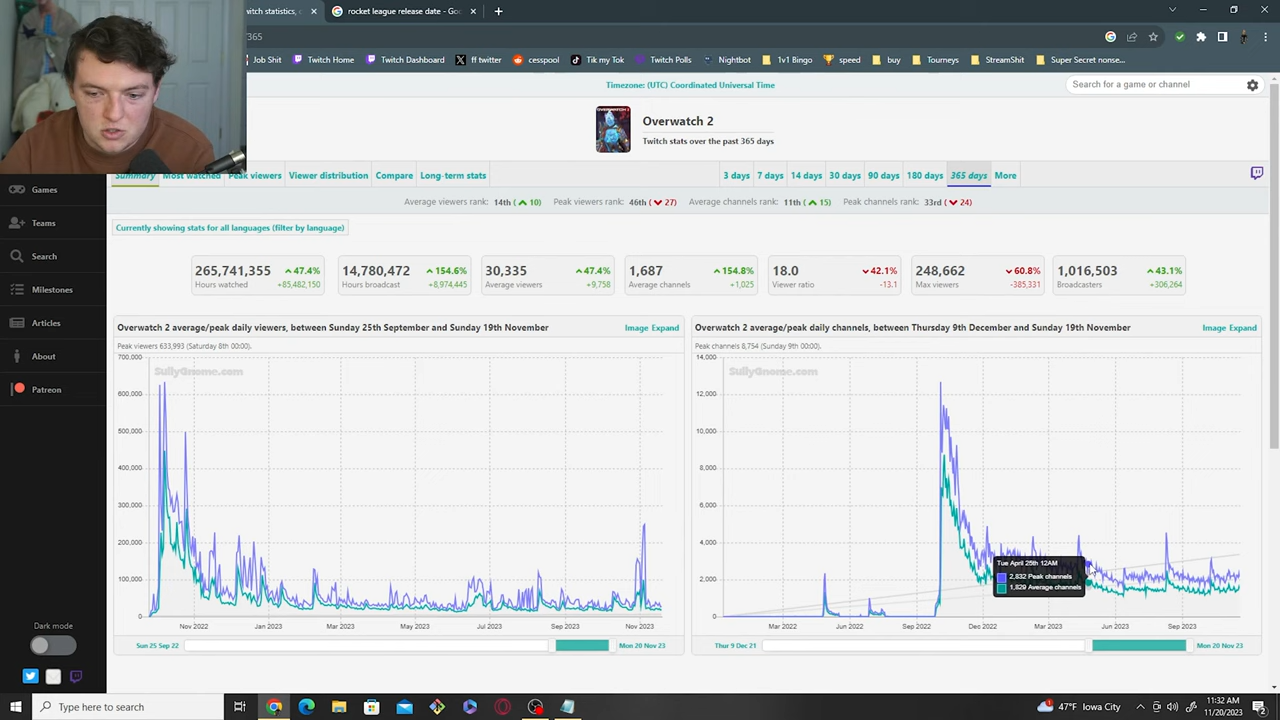 witch statistics,
rocket league release date - Goo
365
Job Shit
Twitch Home
Twitch Dashboard
ff twitter
cesspool
Tik my Tok
Twitch Polls
Nightbot
1v1 Bingo
speed
buy
Tourneys
StreamShit
Super Secret nonse...
Timezone: (UTC) Coordinated Universal Time
Search for a game or channel
Overwatch 2
Twitch stats over the past 365 days
Summary
Most watched
Peak viewers
Viewer distribution
Compare
Long-term stats
3 days
7 days
14 days
30 days
90 days
180 days
365 days
More
Average viewers rank: 14th ( 10)
Peak viewers rank: 46th ( 27)
Average channels rank: 11th ( 15)
Peak channels rank: 33rd ( 24)
Games
Teams
Search
Milestones
Articles
About
Patreon
Dark mode
Currently showing stats for all languages (filter by language)
265,741,355 47.4%
Hours watched +85,482,150
14,780,472 154.6%
Hours broadcast +8,974,445
30,335 47.4%
Average viewers +9,758
1,687 154.8%
Average channels +1,025
18.0 42.1%
Viewer ratio -13.1
248,662 60.8%
Max viewers -385,331
1,016,503 43.1%
Broadcasters +306,264
Overwatch 2 average/peak daily viewers, between Sunday 25th September and Sunday 19th November
Image Expand
Peak viewers 633,993 (Saturday 8th 00:00).
SullyGnome.com
700,000
600,000
500,000
400,000
300,000
200,000
100,000
0
Nov 2022
Jan 2023
Mar 2023
May 2023
Jul 2023
Sep 2023
Nov 2023
Sun 25 Sep 22
Mon 20 Nov 23
Overwatch 2 average/peak daily channels, between Thursday 9th December and Sunday 19th November
Image Expand
Peak channels 8,754 (Sunday 9th 00:00).
SullyGnome.com
14,000
12,000
10,000
8,000
6,000
4,000
2,000
0
Tue April 25th 12AM
2,832 Peak channels
1,829 Average channels
Mar 2022
Jun 2022
Sep 2022
Dec 2022
Mar 2023
Jun 2023
Sep 2023
Thur 9 Dec 21
Mon 20 Nov 23
Type here to search
47°F Iowa City
11:32 AM
11/20/2023